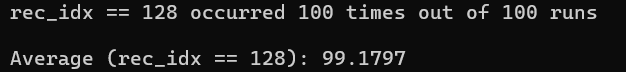 rec_idx == 128 occurred 100 times out of 100 runs
Average (rec_idx == 128): 99.1797